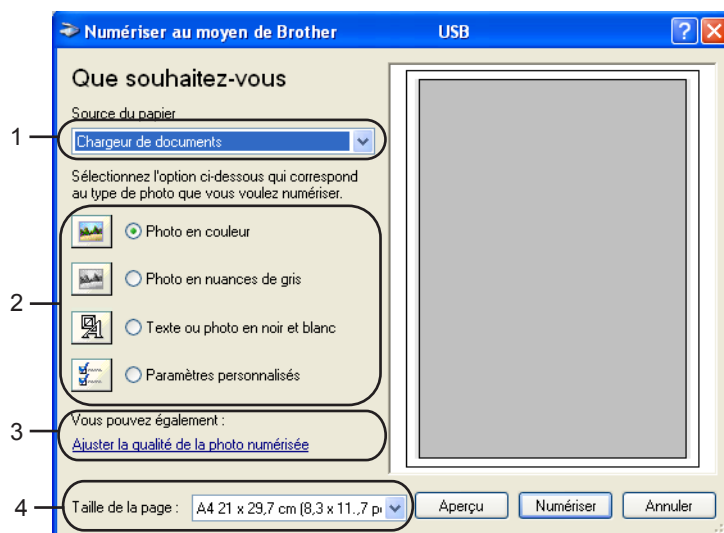 Numériser au moyen de Brother USB
Que souhaitez-vous
Source du papier
1
Chargeur de documents
Sélectionnez l'option ci-dessous qui correspond
au type de photo que vous voulez numériser.
2
Photo en couleur
Photo en nuances de gris
Texte ou photo en noir et blanc
Paramètres personnalisés
3
Vous pouvez également :
Ajuster la qualité de la photo numérisée
4
Taille de la page : A4 21 x 29,7 cm (8,3 x 11.,7 p
Aperçu Numériser Annuler